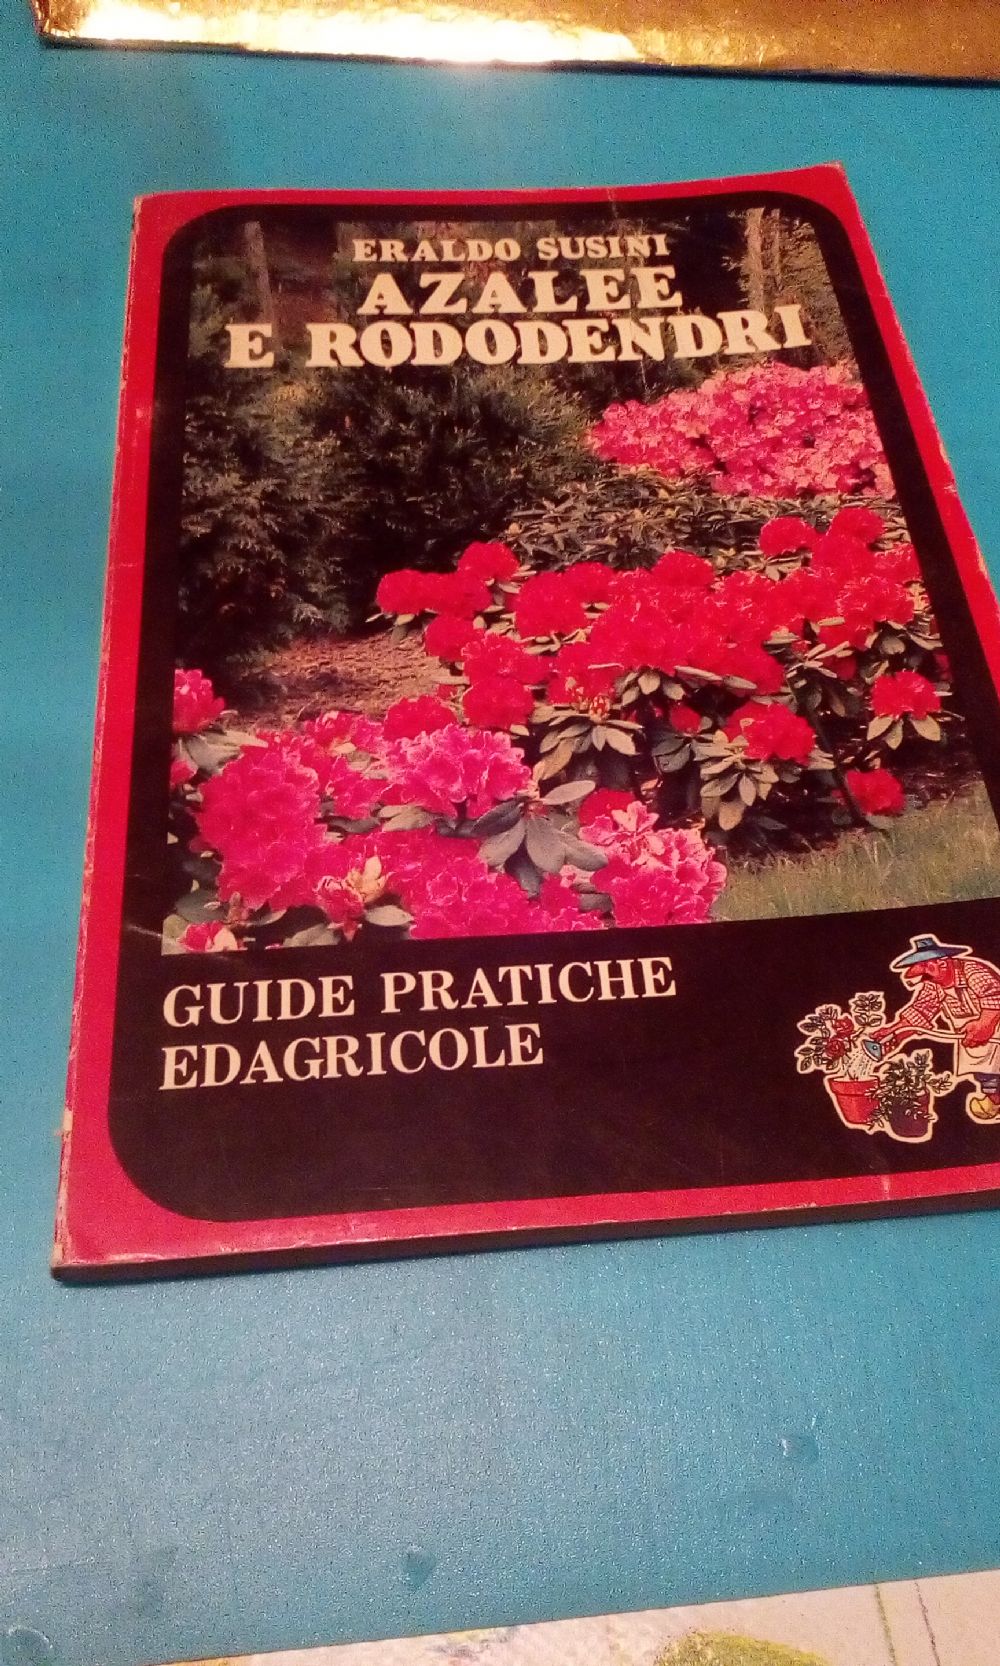 ERALDO SUSINI
AZALEE
E RODODENDRI
GUIDE PRATICHE
EDAGRICOLE